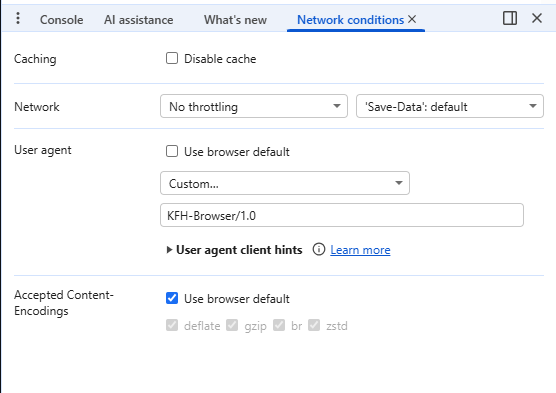 Console AI assistance What's new Network conditions
Caching Disable cache
Network No throttling 'Save-Data': default
User agent Use browser default
Custom...
KFH-Browser/1.0
User agent client hints Learn more
Accepted Content-Encodings Use browser default
deflate gzip br zstd